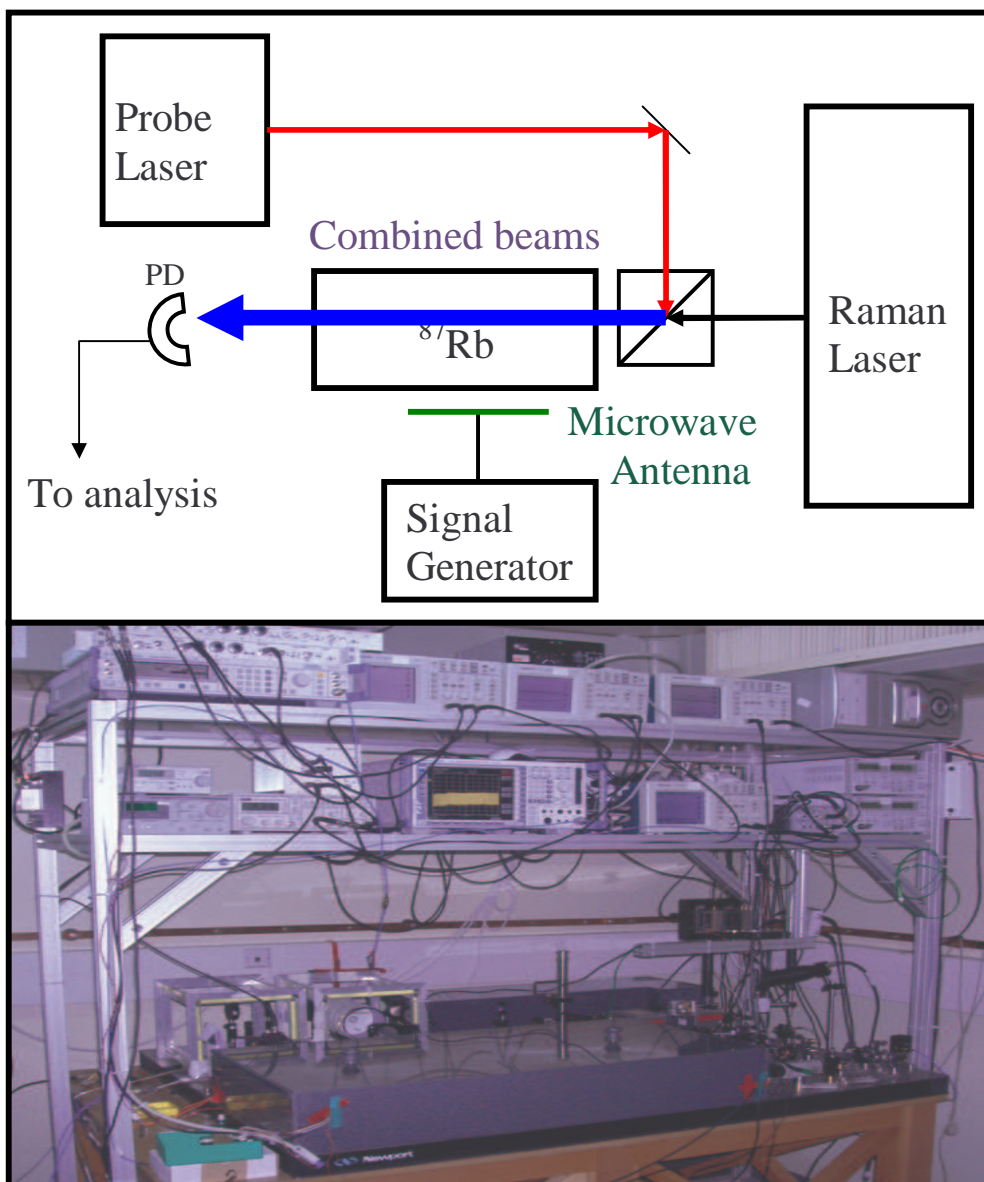 Probe
Laser
Combined beams
PD
⁸⁷Rb
Raman
Laser
Microwave
Antenna
To analysis
Signal
Generator
Newport